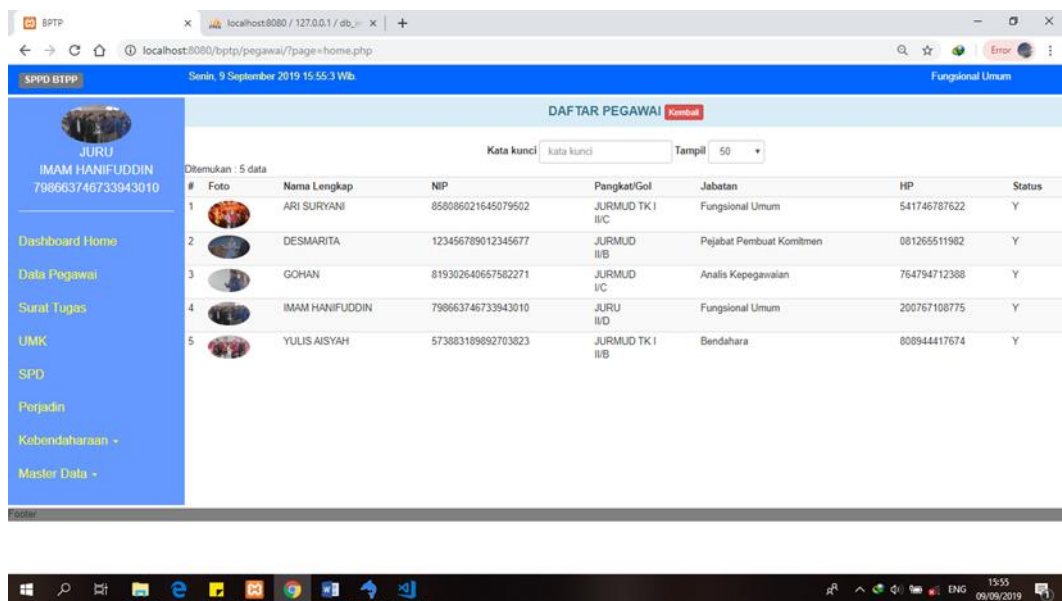 BPTP
localhost:8080 / 127.0.0.1 / db_
localhost:8080/bptp/pegawai/?page=home.php
Error
SPPD BTPP
Senin, 9 September 2019 15:55:3 Wib.
Fungsional Umum
JURU
IMAM HANIFUDDIN
798663746733943010
Dashboard Home
Data Pegawai
Surat Tugas
UMK
SPD
Perjadin
Kebendaharaan
Master Data
DAFTAR PEGAWAI Kembali
Kata kunci kata kunci Tampil 50
Ditemukan : 5 data
# Foto Nama Lengkap NIP Pangkat/Gol Jabatan HP Status
1 ARI SURYANI 858086021645079502 JURMUD TK I Fungsional Umum 541746787622 Y
II/C
2 DESMARITA 123456789012345677 JURMUD Pejabat Pembuat Komitmen 081265511982 Y
II/B
3 GOHAN 819302640657582271 JURMUD Analis Kepegawaian 764794712388 Y
I/C
4 IMAM HANIFUDDIN 798663746733943010 JURU Fungsional Umum 200767108775 Y
II/D
5 YULIS AISYAH 573883189892703823 JURMUD TK I Bendahara 808944417674 Y
II/B
Footer
ENG
15:55
09/09/2019